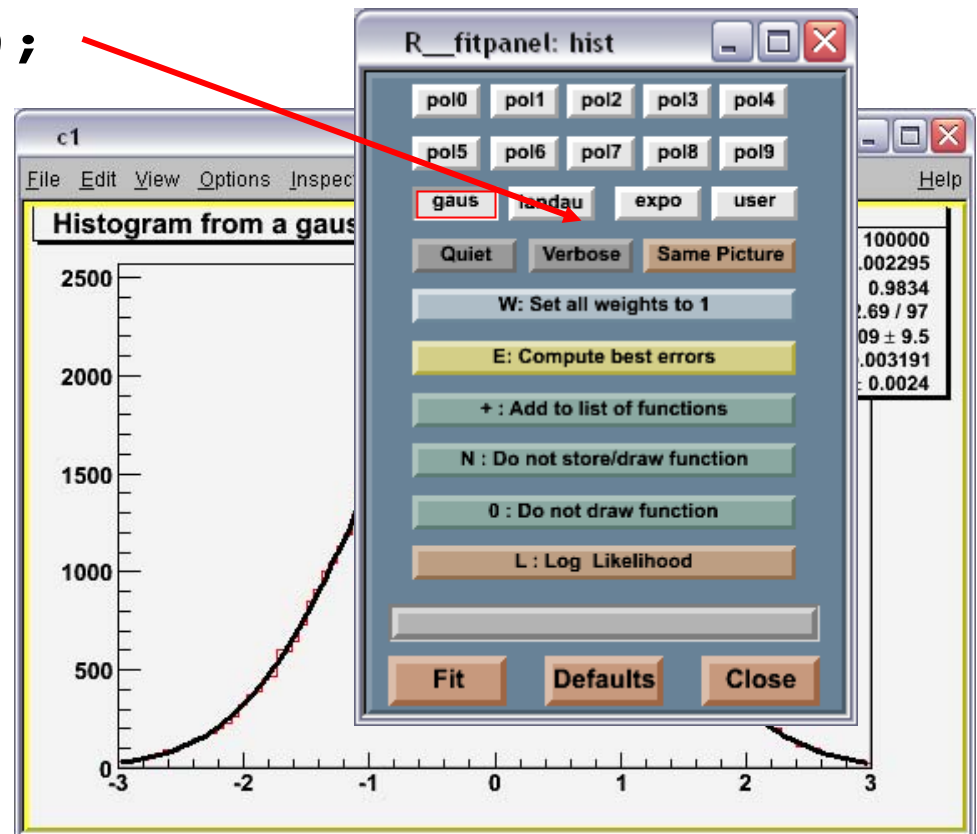 ;
R__fitpanel: hist
pol0 pol1 pol2 pol3 pol4
pol5 pol6 pol7 pol8 pol9
gaus landau expo user
Quiet Verbose Same Picture
W: Set all weights to 1
E: Compute best errors
+ : Add to list of functions
N : Do not store/draw function
0 : Do not draw function
L : Log Likelihood
Fit Defaults Close
c1
File Edit View Options Inspec
Help
Histogram from a gaus
100000
.002295
0.9834
2.69 / 97
09 ± 9.5
.003191
± 0.0024
2500
2000
1500
1000
500
0
-3 -2 -1 0 1 2 3